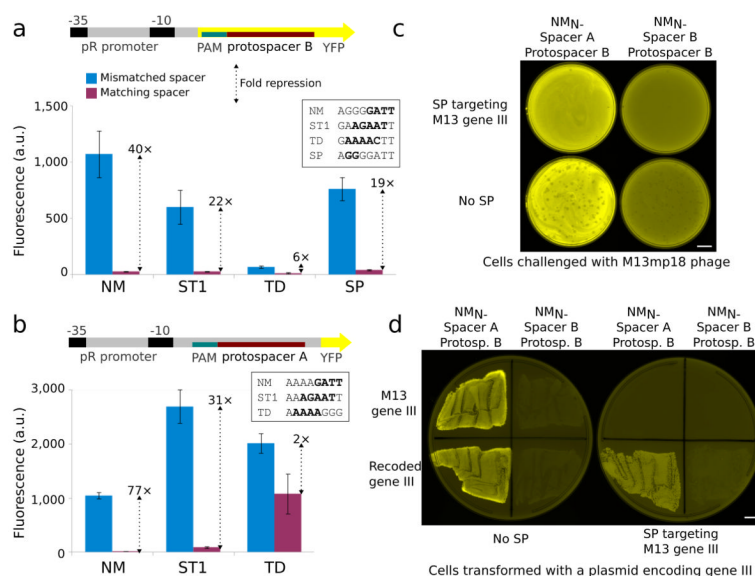 a
-35
-10
pR promoter
PAM
protospacer B
YFP
Mismatched spacer
Matching spacer
Fold repression
Fluorescence (a.u.)
1,500
1,000
500
0
40×
22×
6×
19×
NM AGGGGATT
ST1 GAAGAATT
TD GAAAACTT
SP AGGGGATT
NM
ST1
TD
SP
b
-35
-10
pR promoter
PAM
protospacer A
YFP
Fluorescence (a.u.)
3,000
2,000
1,000
0
77×
31×
2×
NM AAAAGATT
ST1 AAAGAATT
TD AAAAAGGG
NM
ST1
TD
c
NMN-
Spacer A
Protospacer B
NMN-
Spacer B
Protospacer B
SP targeting
M13 gene III
No SP
Cells challenged with M13mp18 phage
d
NMN-
Spacer A
Protosp. B
NMN-
Spacer B
Protosp. B
NMN-
Spacer A
Protosp. B
NMN-
Spacer B
Protosp. B
M13
gene III
Recoded
gene III
No SP
SP targeting
M13 gene III
Cells transformed with a plasmid encoding gene III